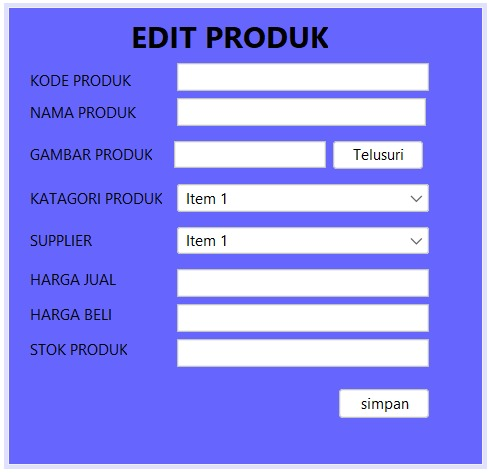 EDIT PRODUK
KODE PRODUK
NAMA PRODUK
GAMBAR PRODUK Telusuri
KATAGORI PRODUK Item 1
SUPPLIER Item 1
HARGA JUAL
HARGA BELI
STOK PRODUK
simpan